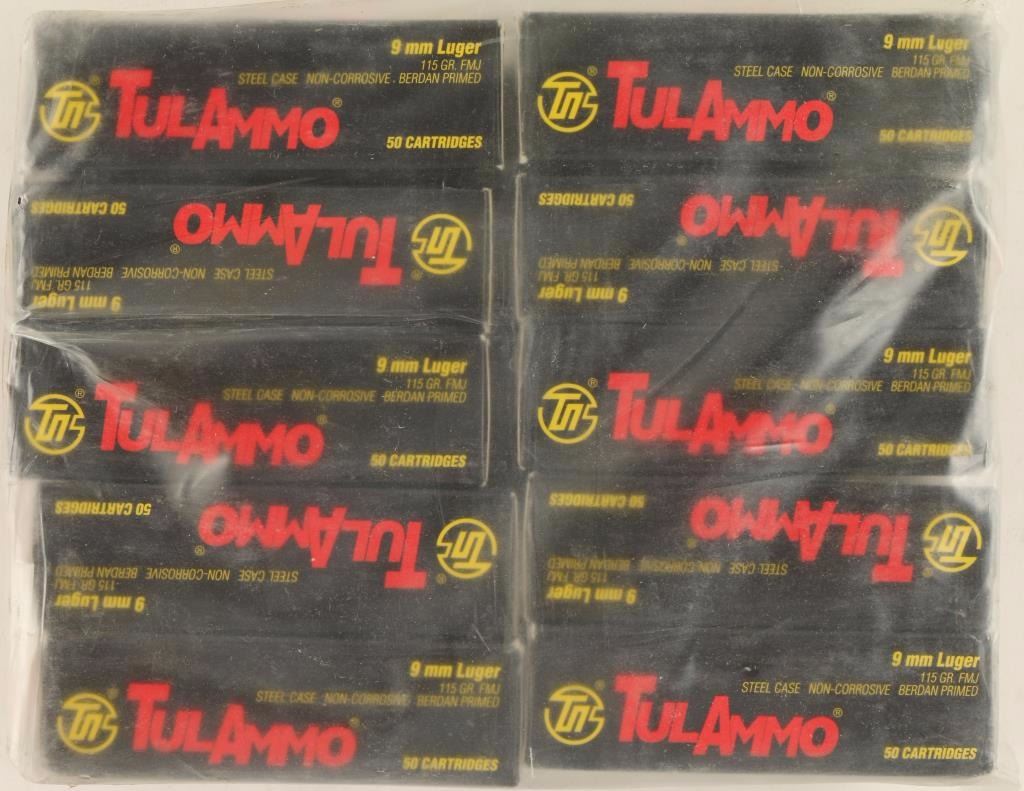 9 mm Luger
115 GR. FMJ
STEEL CASE NON-CORROSIVE BERDAN PRIMED
TULAMMO®
50 CARTRIDGES
9 mm Luger
115 GR. FMJ
STEEL CASE NON-CORROSIVE BERDAN PRIMED
TULAMMO®
50 CARTRIDGES
50 CARTRIDGES
TULAMMO®
STEEL CASE NON-CORROSIVE BERDAN PRIMED
115 GR. FMJ
9 mm Luger
50 CARTRIDGES
TULAMMO®
STEEL CASE NON-CORROSIVE BERDAN PRIMED
115 GR. FMJ
9 mm Luger
9 mm Luger
115 GR. FMJ
STEEL CASE NON-CORROSIVE BERDAN PRIMED
TULAMMO®
50 CARTRIDGES
9 mm Luger
115 GR. FMJ
STEEL CASE NON-CORROSIVE BERDAN PRIMED
TULAMMO®
50 CARTRIDGES
50 CARTRIDGES
TULAMMO®
STEEL CASE NON-CORROSIVE BERDAN PRIMED
115 GR. FMJ
9 mm Luger
50 CARTRIDGES
TULAMMO®
STEEL CASE NON-CORROSIVE BERDAN PRIMED
115 GR. FMJ
9 mm Luger
9 mm Luger
115 GR. FMJ
STEEL CASE NON-CORROSIVE BERDAN PRIMED
TULAMMO®
50 CARTRIDGES
9 mm Luger
115 GR. FMJ
STEEL CASE NON-CORROSIVE BERDAN PRIMED
TULAMMO®
50 CARTRIDGES